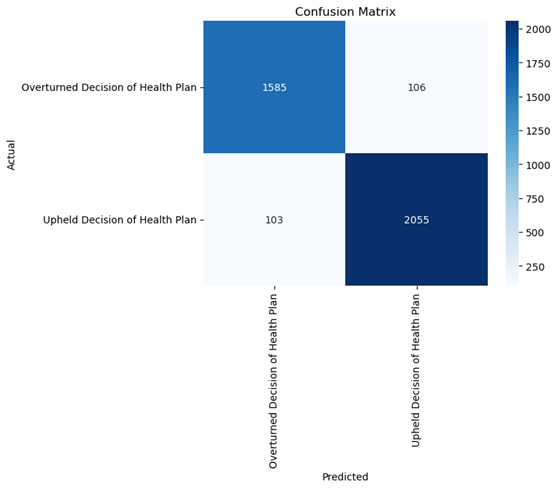 Confusion Matrix
Actual
Overturned Decision of Health Plan
1585
106
Upheld Decision of Health Plan
103
2055
Overturned Decision of Health Plan
Upheld Decision of Health Plan
Predicted
2000
1750
1500
1250
1000
750
500
250